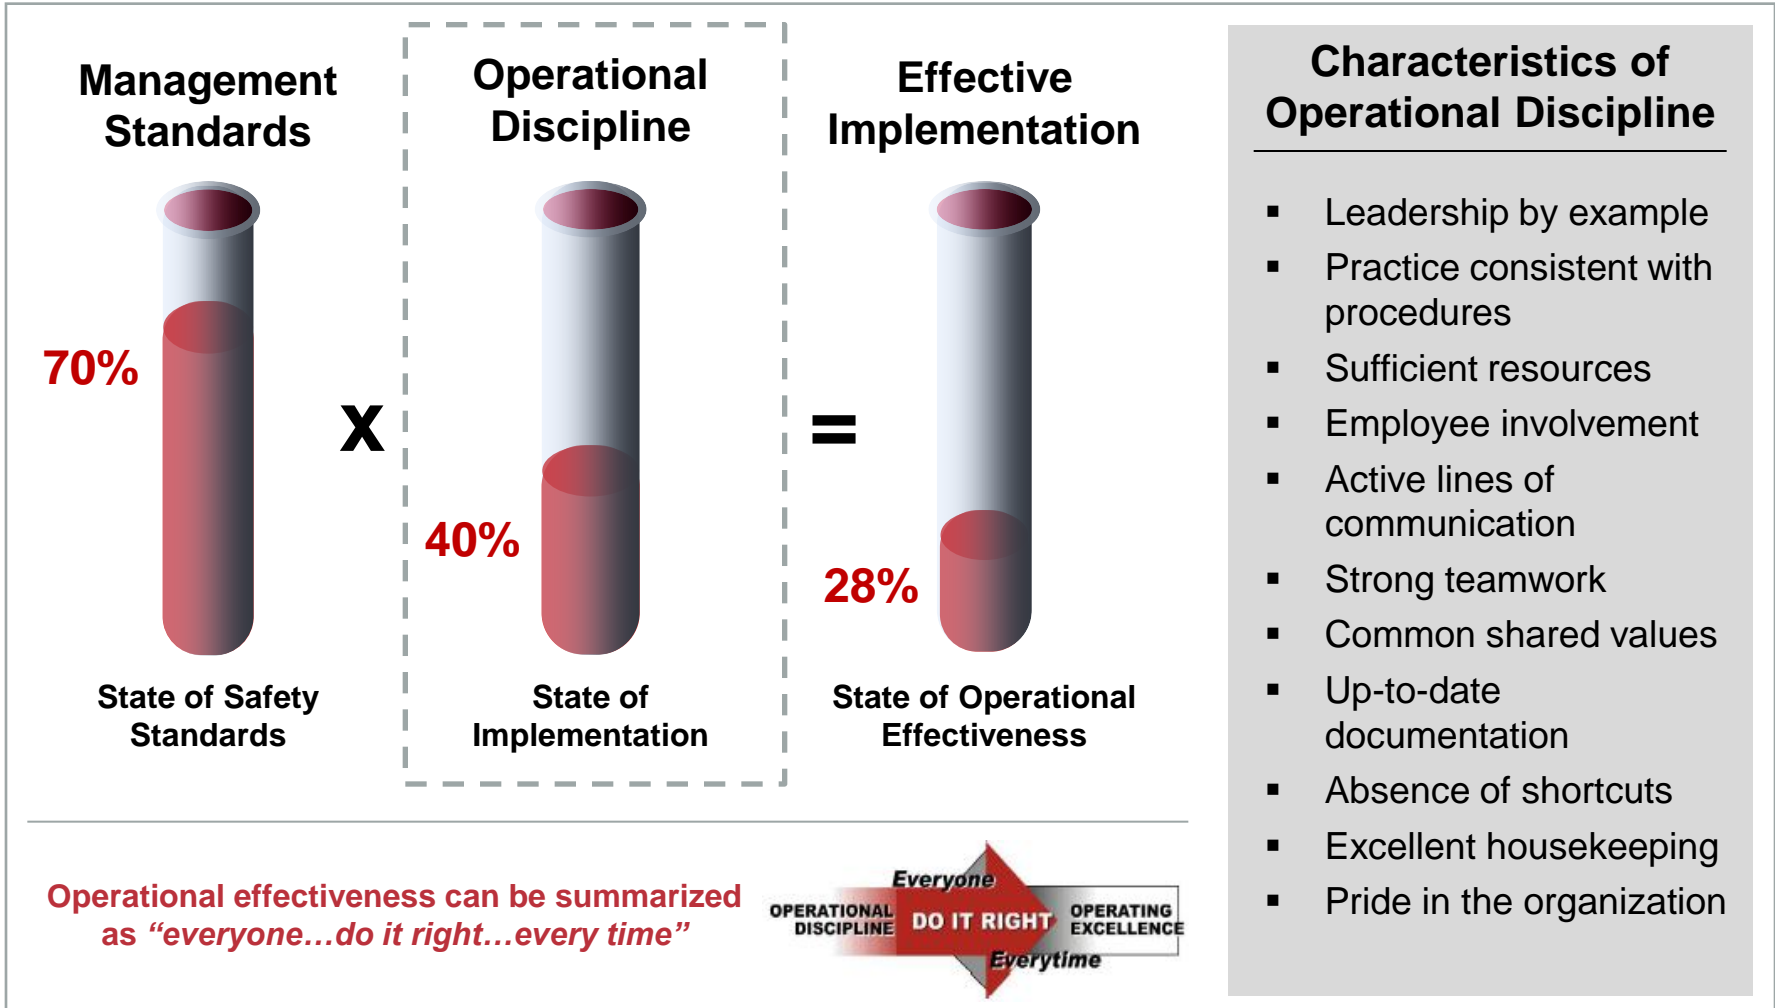 Management
Standards
Operational
Discipline
Effective
Implementation
70%
x
40%
=
28%
State of Safety
Standards
State of
Implementation
State of Operational
Effectiveness
Operational effectiveness can be summarized
as “everyone…do it right…every time”
Everyone
OPERATIONAL
DISCIPLINE
DO IT RIGHT
OPERATING
EXCELLENCE
Everytime
Characteristics of
Operational Discipline
▪ Leadership by example
▪ Practice consistent with
procedures
▪ Sufficient resources
▪ Employee involvement
▪ Active lines of
communication
▪ Strong teamwork
▪ Common shared values
▪ Up-to-date
documentation
▪ Absence of shortcuts
▪ Excellent housekeeping
▪ Pride in the organization